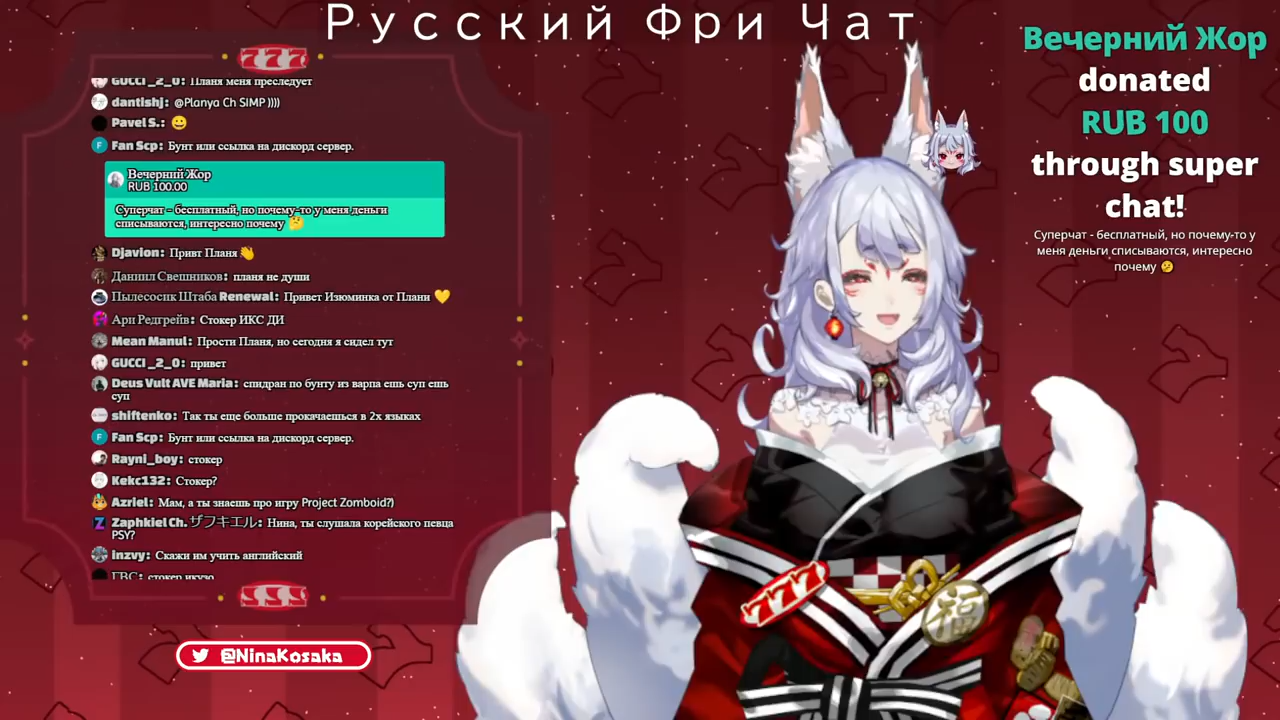 Русский Фри Чат
777
GUCCI_2_0: Планя меня преследует
dantishj: @Planya Ch SIMP ))))
Pavel S.: 😀
F Fan Scp: Бунт или ссылка на дискорд сервер.
Вечерний Жор
RUB 100.00
Суперчат - бесплатный, но почему-то у меня деньги
списываются, интересно почему 🤔
Djavion: Привт Планя 👋
Даниил Свешников: планя не души
Пылесосик Штаба Renewal: Привет Изюминка от Плани 💛
Арн Редгрейв: Стокер ИКС ДИ
Mean Manul: Прости Планя, но сегодня я сидел тут
GUCCI_2_0: привет
Deus Vult AVE Maria: спидран по бунту из варпа ешь суп ешь
суп
shiftenko: Так ты еще больше прокачаешься в 2х языках
F Fan Scp: Бунт или ссылка на дискорд сервер.
Rayni_boy: стокер
Kekc132: Стокер?
Azriel: Мам, а ты знаешь про игру Project Zomboid?)
Z Zaphkiel Ch. ザフキエル: Нина, ты слушала корейского певца
PSY?
inzvy: Скажи им учить английский
ГВС: стокер икузо
@NinaKosaka
Вечерний Жор
donated
RUB 100
through super
chat!
Суперчат - бесплатный, но почему-то у
меня деньги списываются, интересно
почему 🤔
777
福